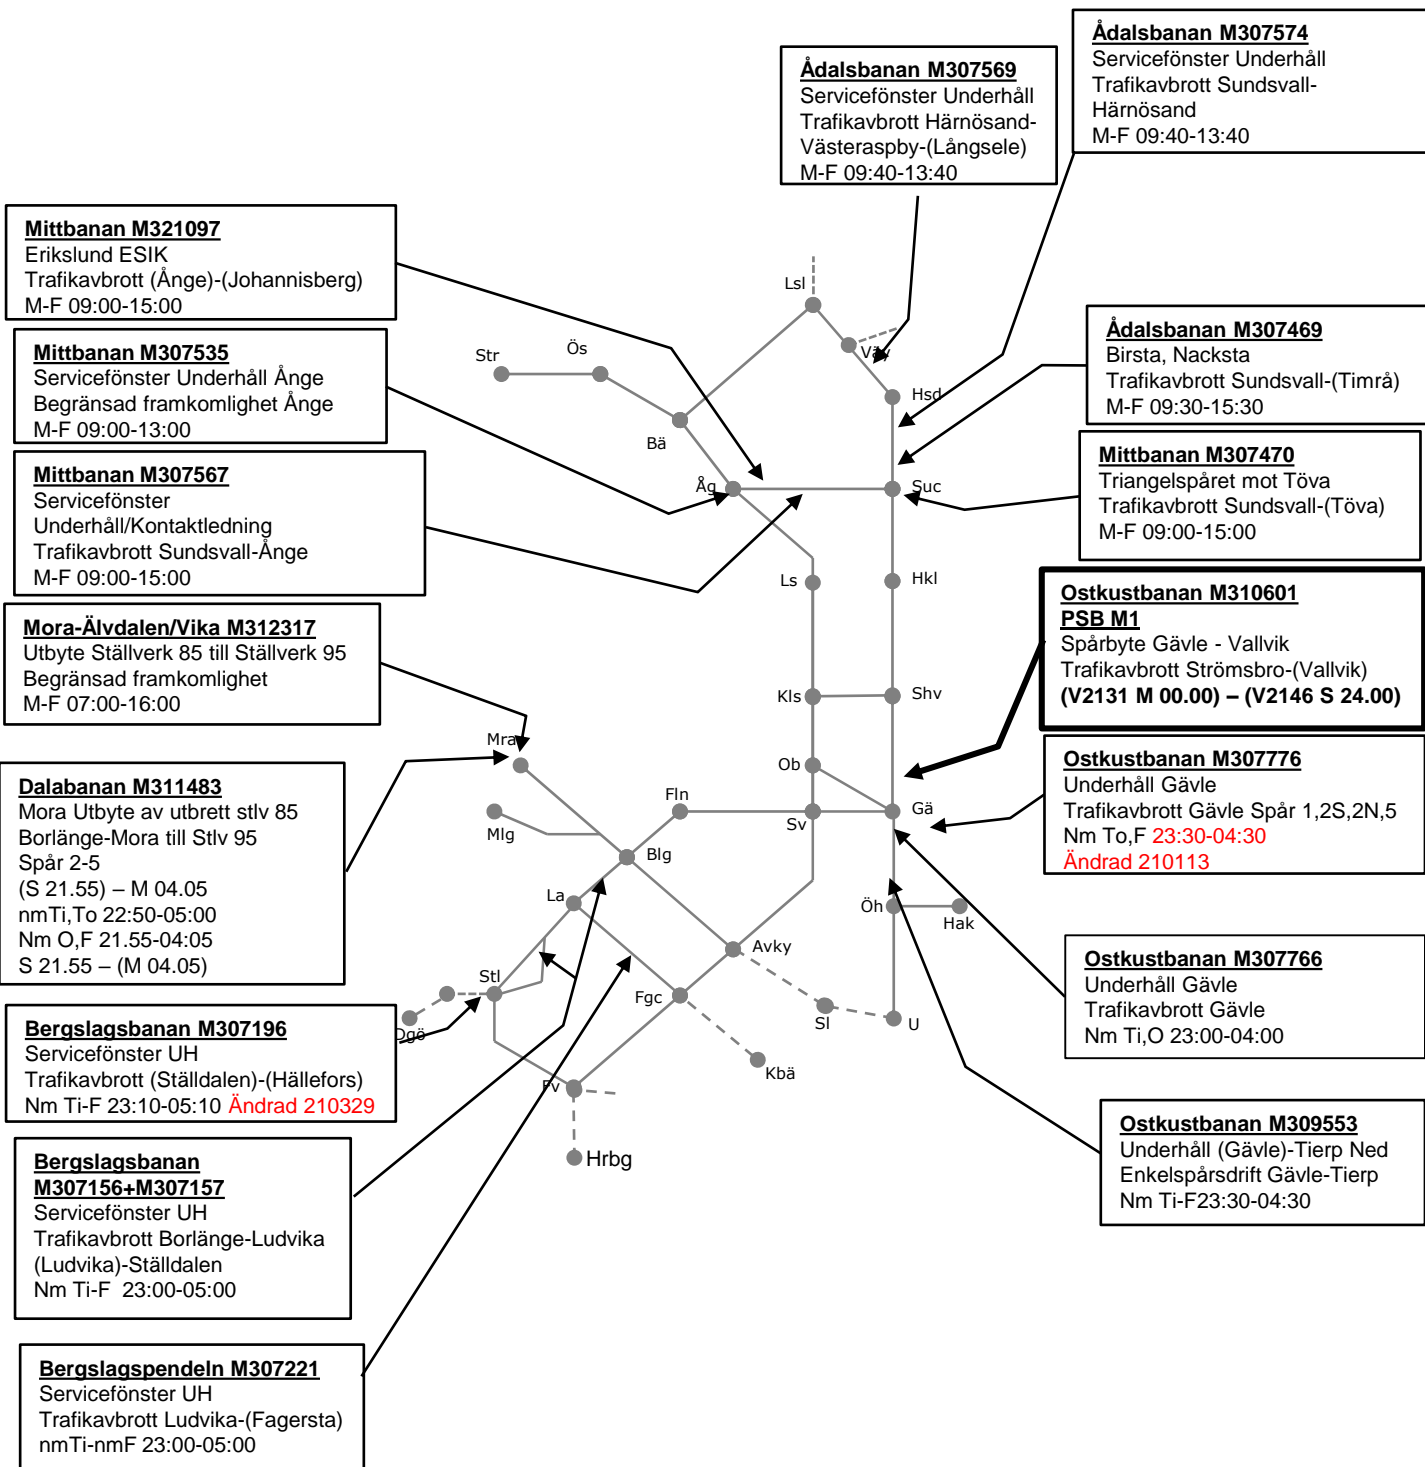 Ådalsbanan M307574
Servicefönster Underhåll
Trafikavbrott Sundsvall-
Härnösand
M-F 09:40-13:40
Ådalsbanan M307569
Servicefönster Underhåll
Trafikavbrott Härnösand-
Västeraspby-(Långsele)
M-F 09:40-13:40
Mittbanan M321097
Erikslund ESIK
Trafikavbrott (Ånge)-(Johannisberg)
M-F 09:00-15:00
Mittbanan M307535
Servicefönster Underhåll Ånge
Begränsad framkomlighet Ånge
M-F 09:00-13:00
Mittbanan M307567
Servicefönster
Underhåll/Kontaktledning
Trafikavbrott Sundsvall-Ånge
M-F 09:00-15:00
Mora-Älvdalen/Vika M312317
Utbyte Ställverk 85 till Ställverk 95
Begränsad framkomlighet
M-F 07:00-16:00
Dalabanan M311483
Mora Utbyte av utbrett stlv 85
Borlänge-Mora till Stlv 95
Spår 2-5
(S 21.55) – M 04.05
nmTi,To 22:50-05:00
Nm O,F 21.55-04:05
S 21.55 – (M 04.05)
Bergslagsbanan M307196
Servicefönster UH
Trafikavbrott (Ställdalen)-(Hällefors)
Nm Ti-F 23:10-05:10 Ändrad 210329
Bergslagsbanan
M307156+M307157
Servicefönster UH
Trafikavbrott Borlänge-Ludvika
(Ludvika)-Ställdalen
Nm Ti-F  23:00-05:00
Bergslagspendeln M307221
Servicefönster UH
Trafikavbrott Ludvika-(Fagersta)
nmTi-nmF 23:00-05:00
Lsl
Väy
Str
Ös
Hsd
Bä
Åg
Suc
Ls
Hkl
Kls
Shv
Mra
Ob
Fln
Mlg
Sv
Gä
Blg
La
Öh
Hak
Avky
Stl
Fgc
Sl
U
Dgö
Kbä
Fv
Hrbg
Ådalsbanan M307469
Birsta, Nacksta
Trafikavbrott Sundsvall-(Timrå)
M-F 09:30-15:30
Mittbanan M307470
Triangelspåret mot Töva
Trafikavbrott Sundsvall-(Töva)
M-F 09:00-15:00
Ostkustbanan M310601
PSB M1
Spårbyte Gävle - Vallvik
Trafikavbrott Strömsbro-(Vallvik)
(V2131 M 00.00) – (V2146 S 24.00)
Ostkustbanan M307776
Underhåll Gävle
Trafikavbrott Gävle Spår 1,2S,2N,5
Nm To,F 23:30-04:30
Ändrad 210113
Ostkustbanan M307766
Underhåll Gävle
Trafikavbrott Gävle
Nm Ti,O 23:00-04:00
Ostkustbanan M309553
Underhåll (Gävle)-Tierp Ned
Enkelspårsdrift Gävle-Tierp
Nm Ti-F23:30-04:30